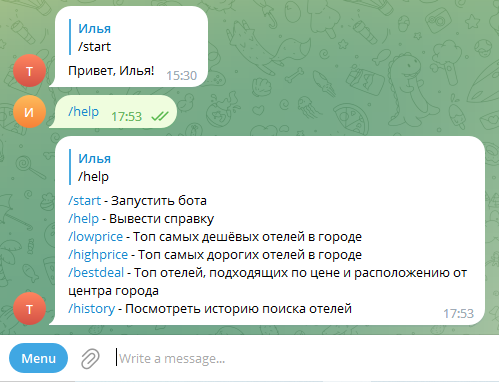 Илья
/start
Привет, Илья!
15:30
Т
И
/help
17:53
Илья
/help
/start - Запустить бота
/help - Вывести справку
/lowprice - Топ самых дешёвых отелей в городе
/highprice - Топ самых дорогих отелей в городе
/bestdeal - Топ отелей, подходящих по цене и расположению от
центра города
/history - Посмотреть историю поиска отелей
17:53
Т
Menu
Write a message...